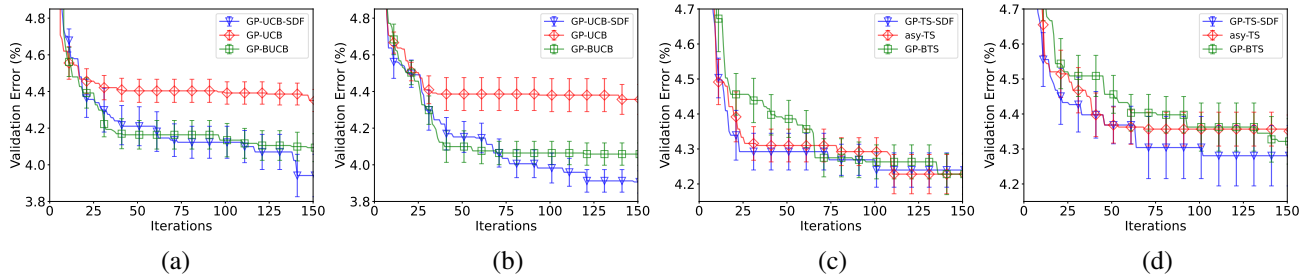 4.8
4.6
4.4
4.2
4.0
3.8
Validation Error (%)
0 25 50 75 100 125 150
Iterations
GP-UCB-SDF
GP-UCB
GP-BUCB
(a)
4.8
4.6
4.4
4.2
4.0
3.8
Validation Error (%)
0 25 50 75 100 125 150
Iterations
GP-UCB-SDF
GP-UCB
GP-BUCB
(b)
4.7
4.6
4.5
4.4
4.3
4.2
Validation Error (%)
0 25 50 75 100 125 150
Iterations
GP-TS-SDF
asy-TS
GP-BTS
(c)
4.7
4.6
4.5
4.4
4.3
4.2
Validation Error (%)
0 25 50 75 100 125 150
Iterations
GP-TS-SDF
asy-TS
GP-BTS
(d)